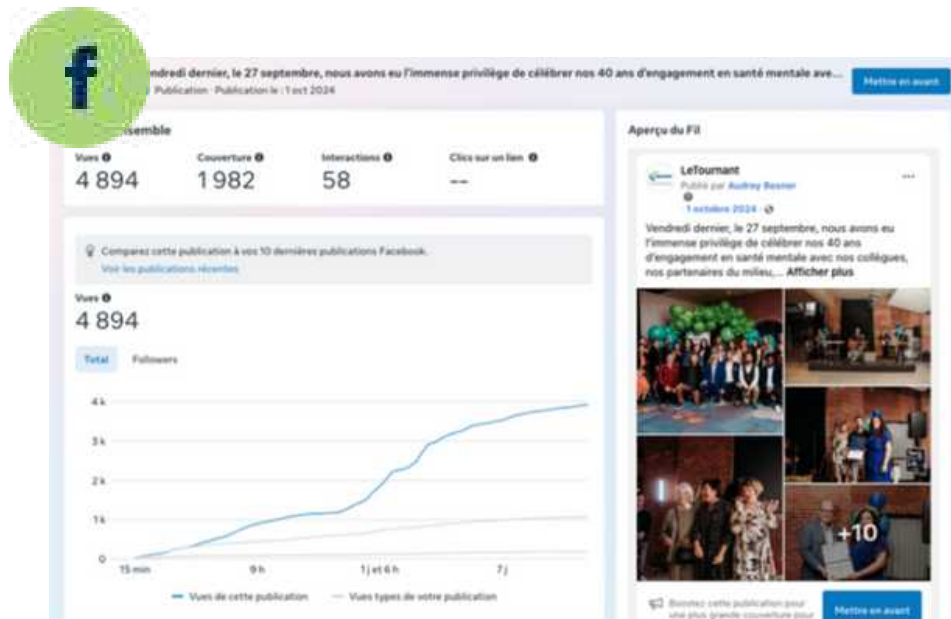 f
ndredi dernier, le 27 septembre, nous avons eu l'immense privilège de célébrer nos 40 ans d'engagement en santé mentale ave...
Mettre en avant
Publication · Publication le : 1 oct 2024
nsemble
Vues
Couverture
Interactions
Clics sur un lien
4 894
1 982
58
--
Comparez cette publication à vos 10 dernières publications Facebook.
Voir les publications récentes
Vues
4 894
Total
Followers
4 k
3 k
2 k
1 k
0
15 min
9 h
1 j et 6 h
7 j
Vues de cette publication
Vues types de votre publication
Aperçu du Fil
LeTournant
Publié par Audrey Besner
1 octobre 2024
Vendredi dernier, le 27 septembre, nous avons eu
l'immense privilège de célébrer nos 40 ans
d'engagement en santé mentale avec nos collègues,
nos partenaires du milieu,... Afficher plus
+10
Boostez cette publication pour
une plus grande couverture pour
Mettre en avant